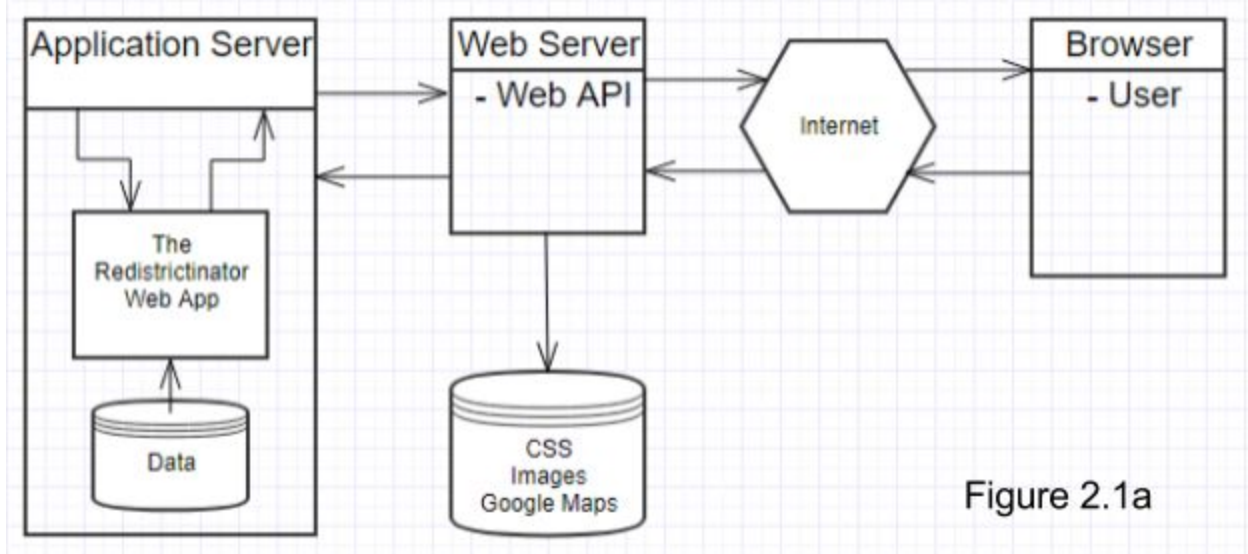 Application Server
The
Redistrictinator
Web App
Data
Web Server
- Web API
CSS
Images
Google Maps
Internet
Browser
- User
Figure 2.1a